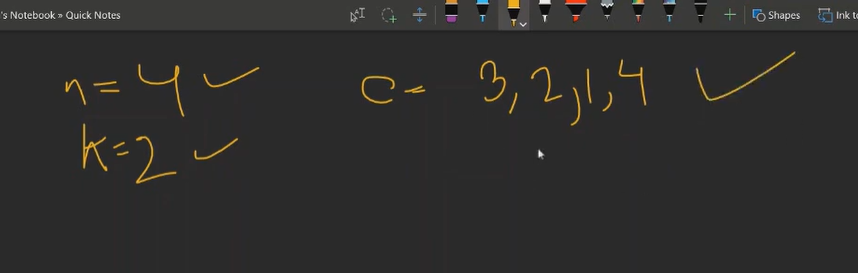 's Notebook » Quick Notes
Shapes
Ink to
n = 4
c = 3, 2, 1, 4
k = 2